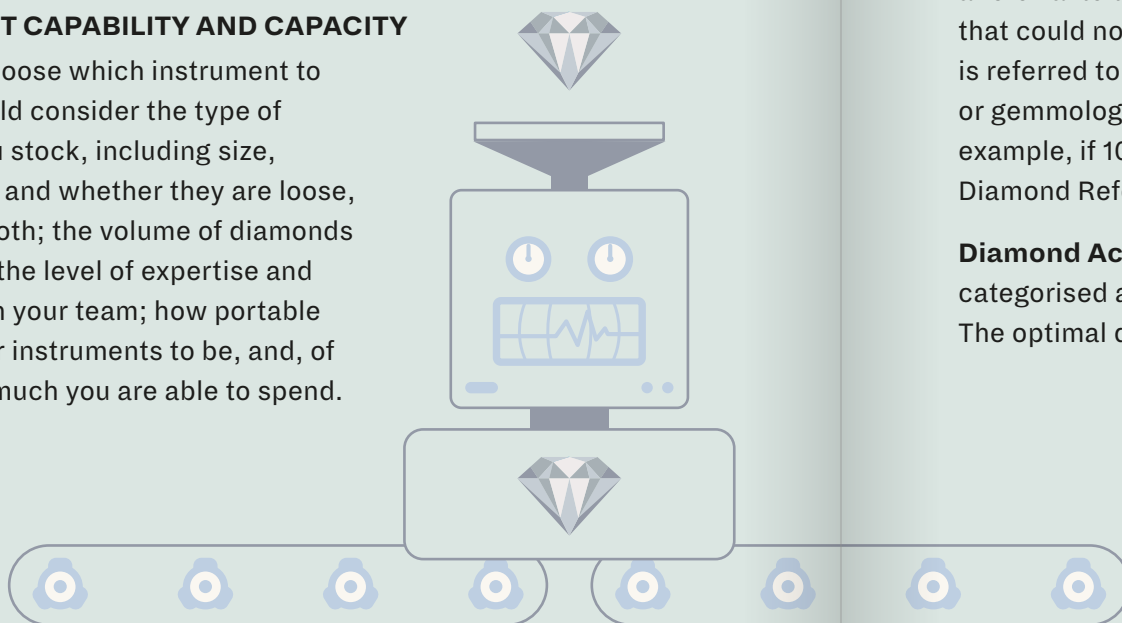 T CAPABILITY AND CAPACITY
oose which instrument to
ld consider the type of
stock, including size,
and whether they are loose,
oth; the volume of diamonds
the level of expertise and
your team; how portable
r instruments to be, and, of
much you are able to spend.
that could no
is referred to
or gemmolog
example, if 10
Diamond Ref
Diamond Ac
categorised a
The optimal c